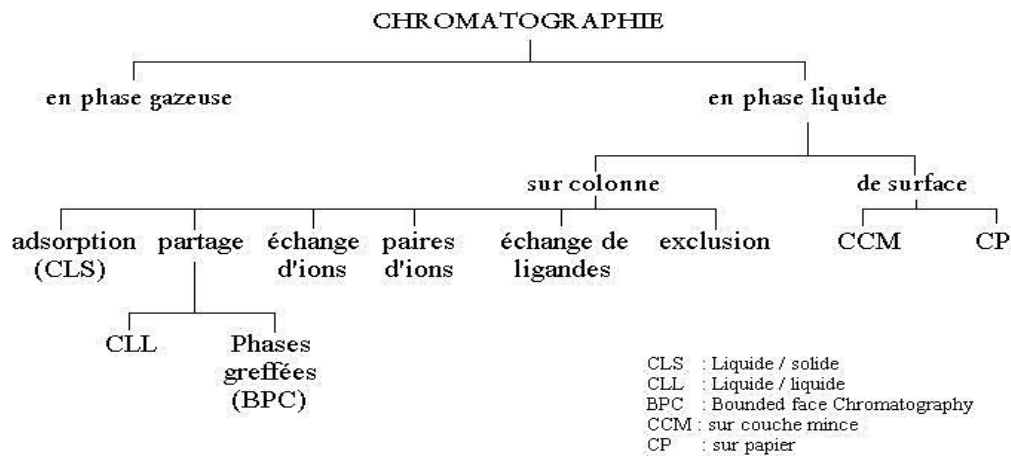 CHROMATOGRAPHIE
en phase gazeuse
en phase liquide
sur colonne
de surface
adsorption
(CLS)
partage
échange
d'ions
paires
d'ions
échange de
ligandes
exclusion
CCM
CP
CLL
Phases
greffées
(BPC)
CLS : Liquide / solide
CLL : Liquide / liquide
BPC : Bounded face Chromatography
CCM : sur couche mince
CP : sur papier